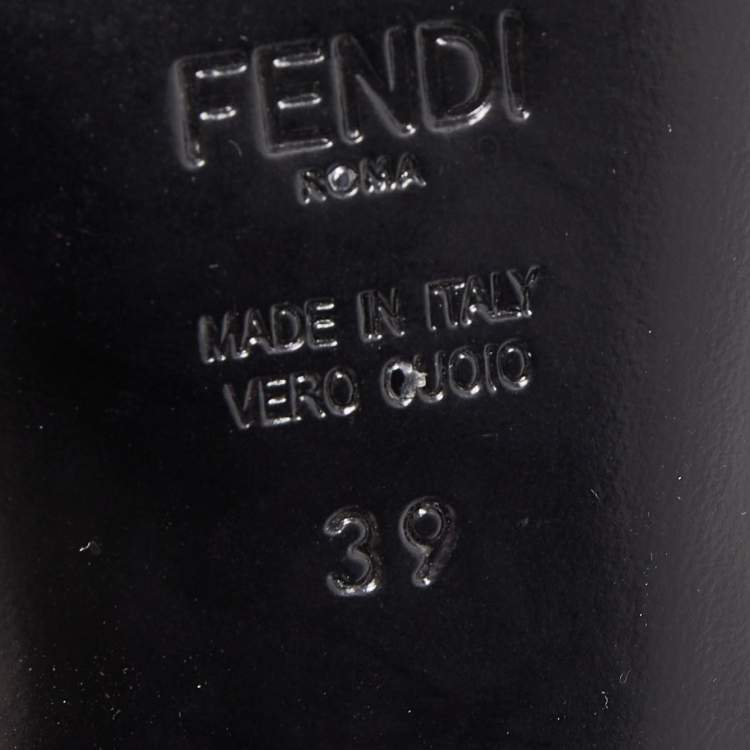 FENDI
ROMA
MADE IN ITALY
VERO CUOIO
39